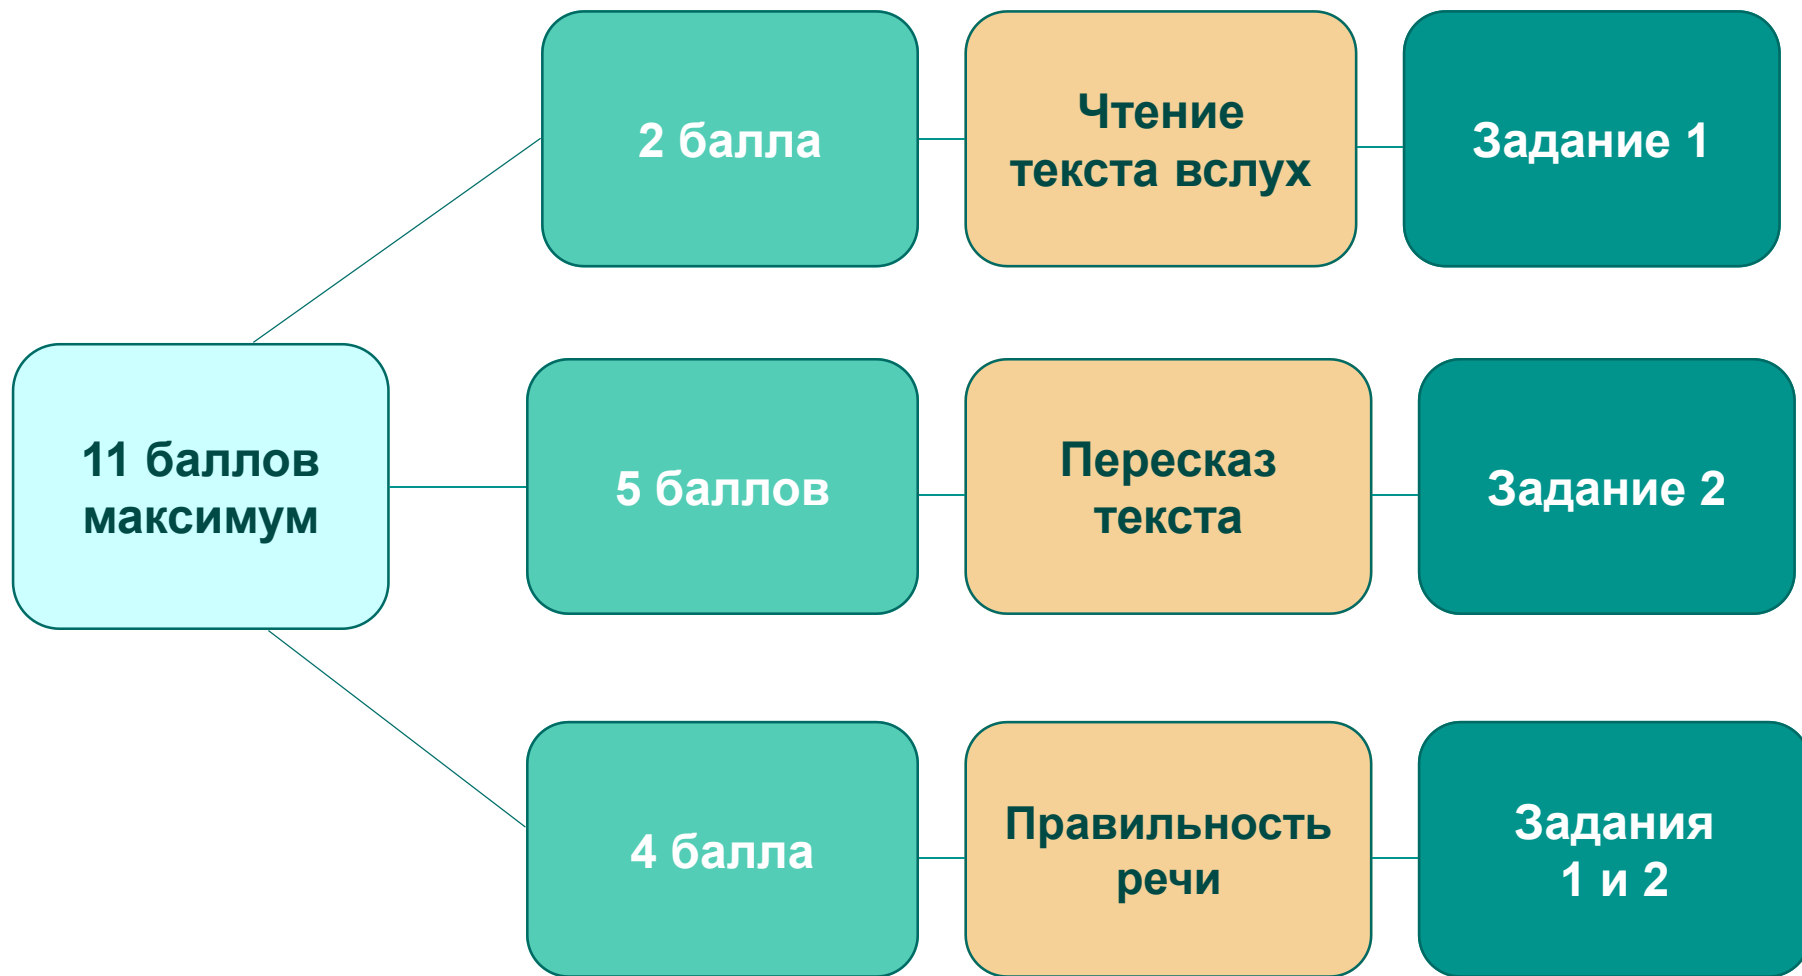 2 балла
Чтение
текста вслух
Задание 1
11 баллов
максимум
5 баллов
Пересказ
текста
Задание 2
4 балла
Правильность
речи
Задания
1 и 2